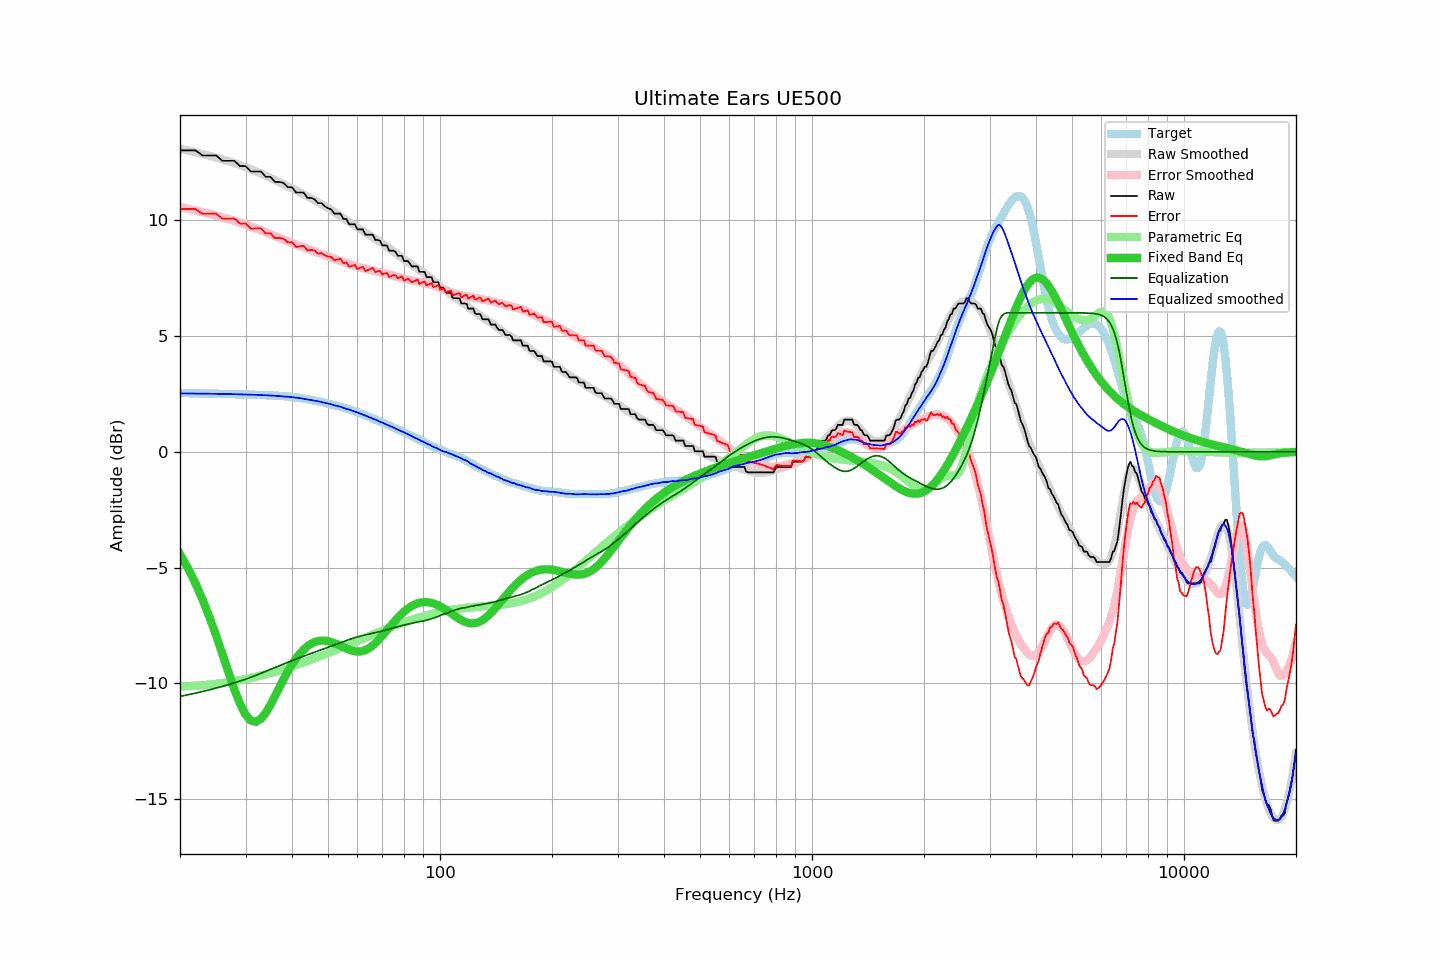 Ultimate Ears UE500
Target
Raw Smoothed
Error Smoothed
Raw
Error
Parametric Eq
Fixed Band Eq
Equalization
Equalized smoothed
Amplitude (dBr)
10
5
0
−5
−10
−15
100
1000
10000
Frequency (Hz)